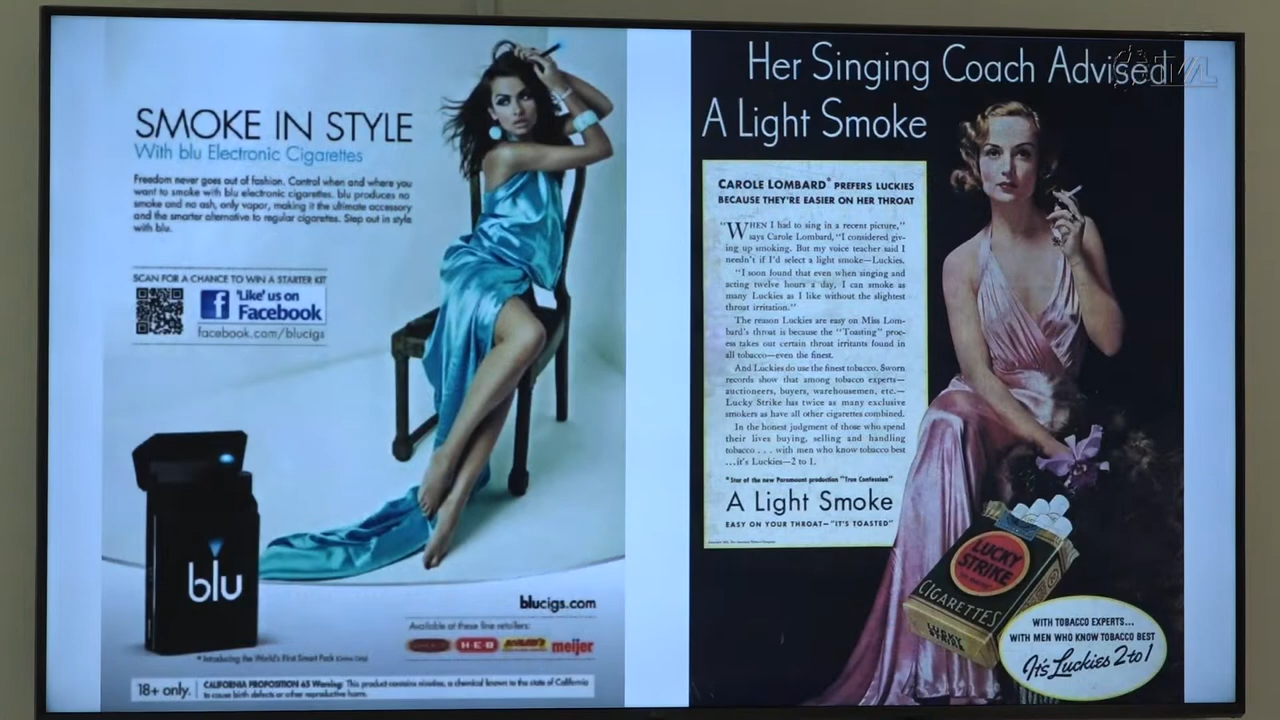 SMOKE IN STYLE
With blu Electronic Cigarettes
Freedom never goes out of fashion. Control when and where you
want to smoke with blu electronic cigarettes. blu produces no
smoke and no ash, only vapor, making it the ultimate accessory
and the smarter alternative to regular cigarettes. Step out in style
with blu.
SCAN FOR A CHANCE TO WIN A STARTER KIT
f 'Like' us on
Facebook
facebook.com/blucigs
blu
blucigs.com
Available at these fine retailers:
H-E-B
meijer
* Introducing the World's First Smart Pack
18+ only.
CALIFORNIA PROPOSITION 65 Warning: This product contains nicotine, a chemical known to the state of California
to cause birth defects or other reproductive harm.
Her Singing Coach Advised
A Light Smoke
CAROLE LOMBARD* PREFERS LUCKIES
BECAUSE THEY'RE EASIER ON HER THROAT
"WHEN I had to sing in a recent picture,"
says Carole Lombard, "I considered giv-
ing up smoking. But my voice teacher said I
needn't if I'd select a light smoke—Luckies.
"I soon found that even when singing and
acting twelve hours a day, I can smoke as
many Luckies as I like without the slightest
throat irritation."
The reason Luckies are easy on Miss Lom-
bard's throat is because the "Toasting" proc-
ess takes out certain throat irritants found in
all tobacco—even the finest.
And Luckies do use the finest tobacco. Sworn
records show that among tobacco experts—
auctioneers, buyers, warehousemen, etc.—
Lucky Strike has twice as many exclusive
smokers as have all other cigarettes combined.
In the honest judgment of those who spend
their lives buying, selling and handling
tobacco . . . with men who know tobacco best
...it's Luckies—2 to 1.
*Star of the new Paramount production "True Confession"
A Light Smoke
EASY ON YOUR THROAT—"IT'S TOASTED"
LUCKY
STRIKE
CIGARETTES
LUCKY
STRIKE
WITH TOBACCO EXPERTS...
WITH MEN WHO KNOW TOBACCO BEST
It's Luckies 2 to 1